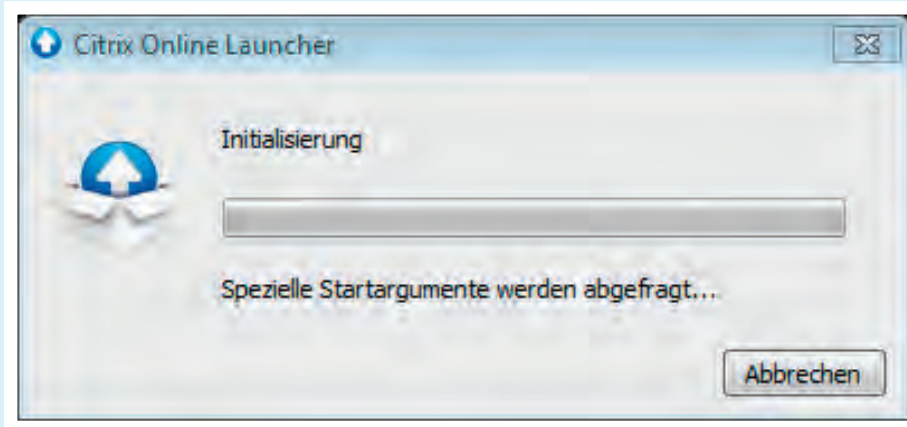 Citrix Online Launcher
Initialisierung
Spezielle Startargumente werden abgefragt...
Abbrechen